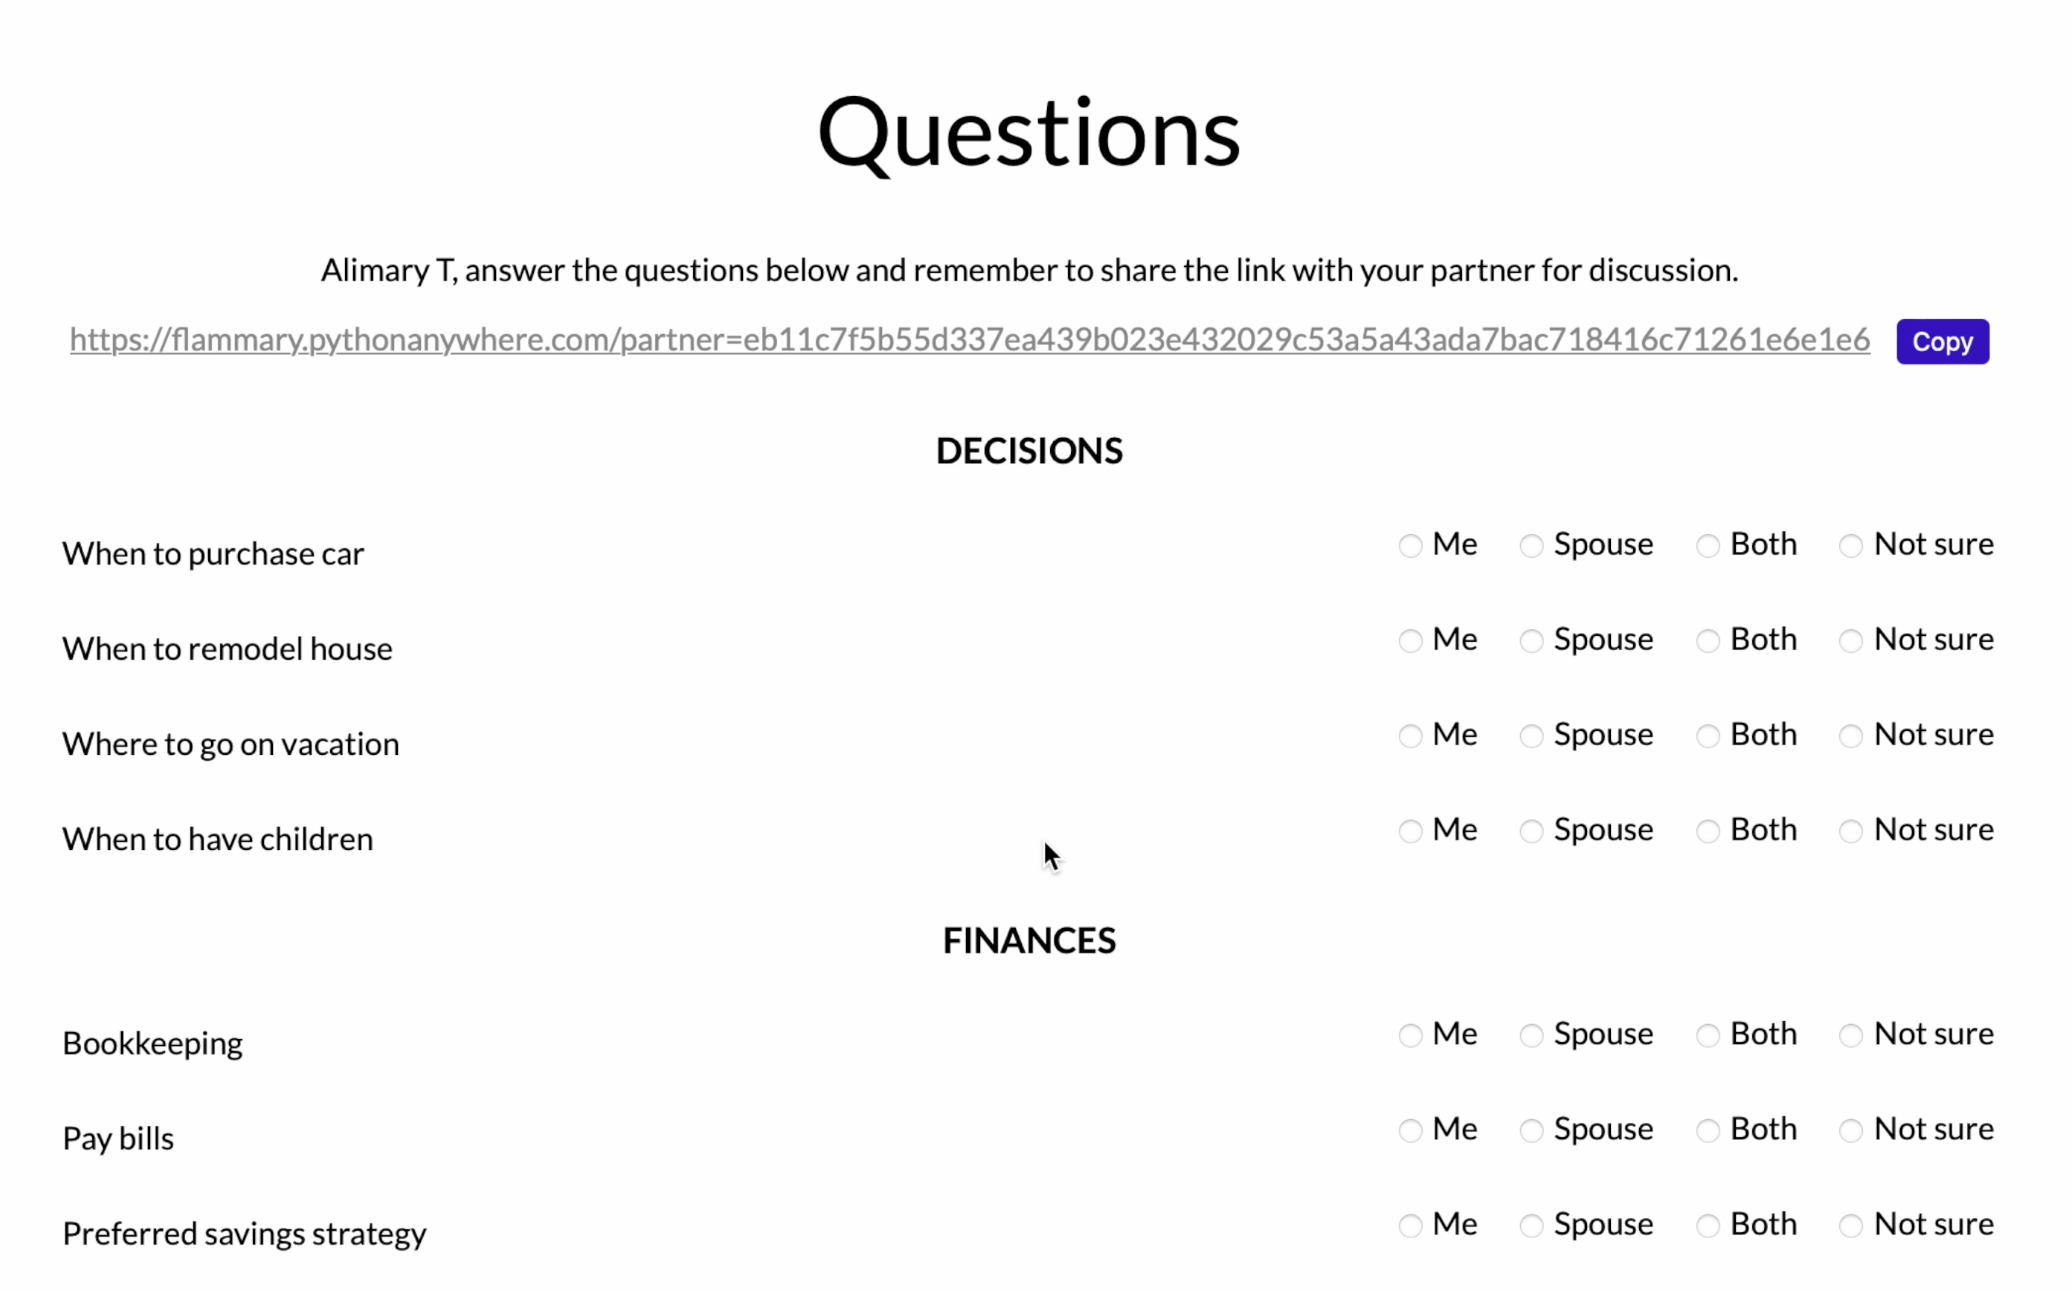 Questions
Alimary T, answer the questions below and remember to share the link with your partner for discussion.
https://flammary.pythonanywhere.com/partner=eb11c7f5b55d337ea439b023e432029c53a5a43ada7bac718416c71261e6e1e6 Copy
DECISIONS
When to purchase car Me Spouse Both Not sure
When to remodel house Me Spouse Both Not sure
Where to go on vacation Me Spouse Both Not sure
When to have children Me Spouse Both Not sure
FINANCES
Bookkeeping Me Spouse Both Not sure
Pay bills Me Spouse Both Not sure
Preferred savings strategy Me Spouse Both Not sure